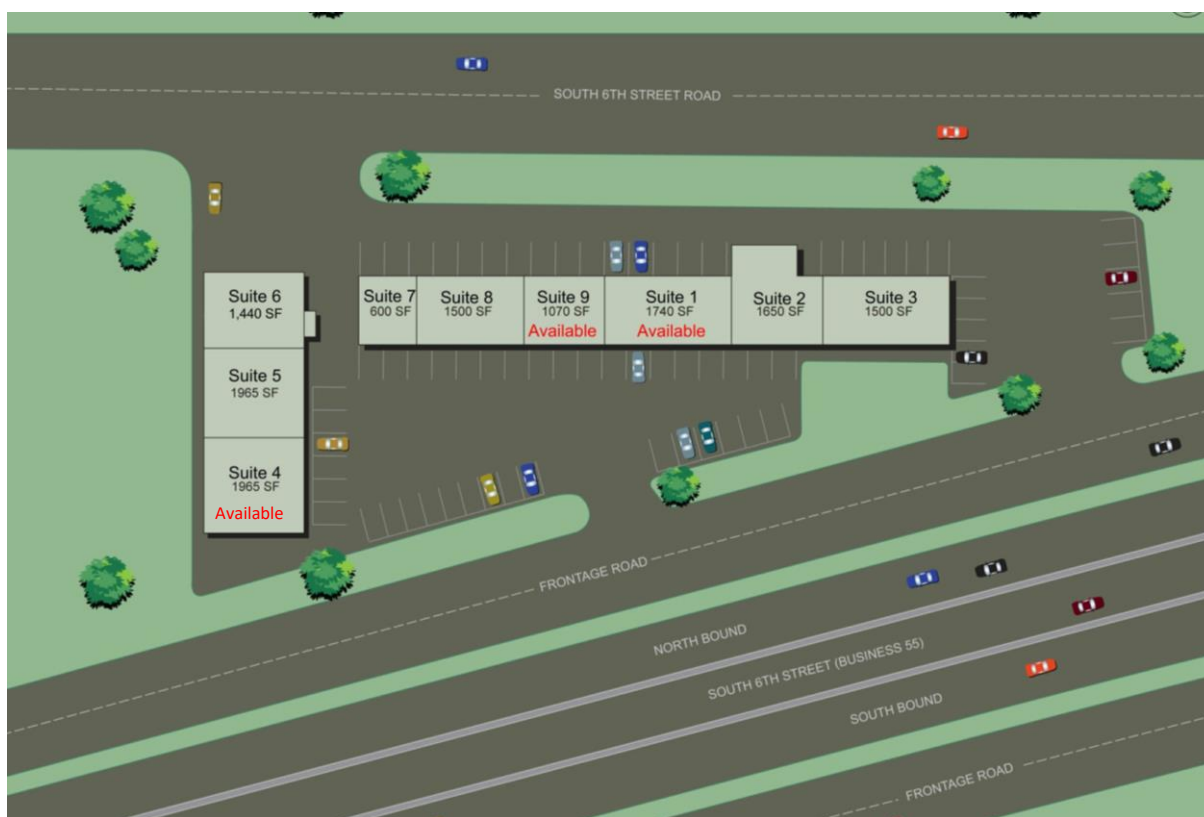 SOUTH 6TH STREET ROAD
Suite 6
1,440 SF
Suite 7
600 SF
Suite 8
1500 SF
Suite 9
1070 SF
Available
Suite 1
1740 SF
Available
Suite 2
1650 SF
Suite 3
1500 SF
Suite 5
1965 SF
Suite 4
1965 SF
Available
FRONTAGE ROAD
NORTH BOUND
SOUTH 6TH STREET (BUSINESS 55)
SOUTH BOUND
FRONTAGE ROAD